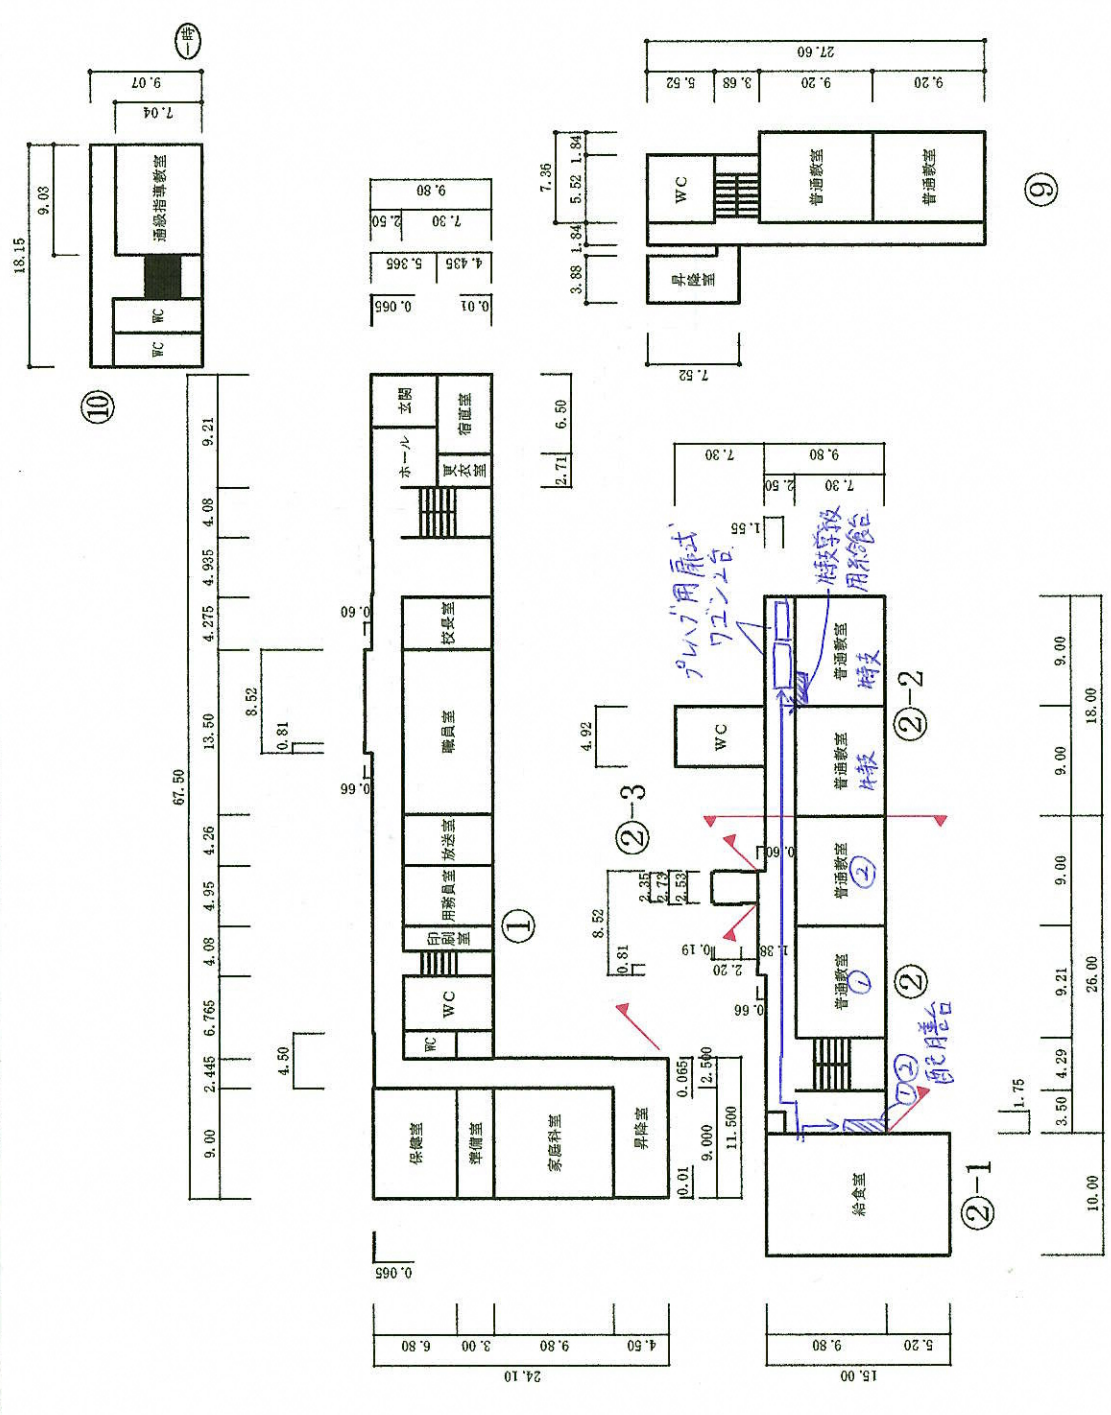 一時
9.07
7.04
18.15
9.03
通級指導教室
WC
WC
⑩
27.60
5.52
3.68
9.20
9.20
7.36
1.84
5.52
1.84
3.88
WC
普通教室
普通教室
昇降室
7.52
⑨
9.80
2.50
7.30
5.365
4.435
0.065
0.01
67.50
9.21
4.08
4.935
4.275
13.50
4.26
4.95
4.08
6.765
2.445
9.00
8.52
0.81
0.60
0.66
4.50
玄関
宿直室
ホール
更衣室
6.50
2.71
校長室
職員室
放送室
用務員室
印刷室
WC
WC
①
保健室
準備室
家庭科室
昇降室
0.065
2.500
9.000
11.500
0.01
0.065
6.80
3.00
9.80
4.50
24.10
7.30
9.80
2.50
7.30
1.55
プレハブ用扉式
ワゴン2台
特支学級
用給食台
4.92
WC
②-3
2.35
2.73
2.53
8.52
0.81
0.19
2.20
1.38
0.60
0.66
普通教室
特支
普通教室
特支
普通教室
②
普通教室
①
②-2
②
①②
配膳台
給食室
②-1
9.00
9.00
18.00
9.00
9.21
4.29
3.50
26.00
1.75
10.00
9.80
5.20
15.00